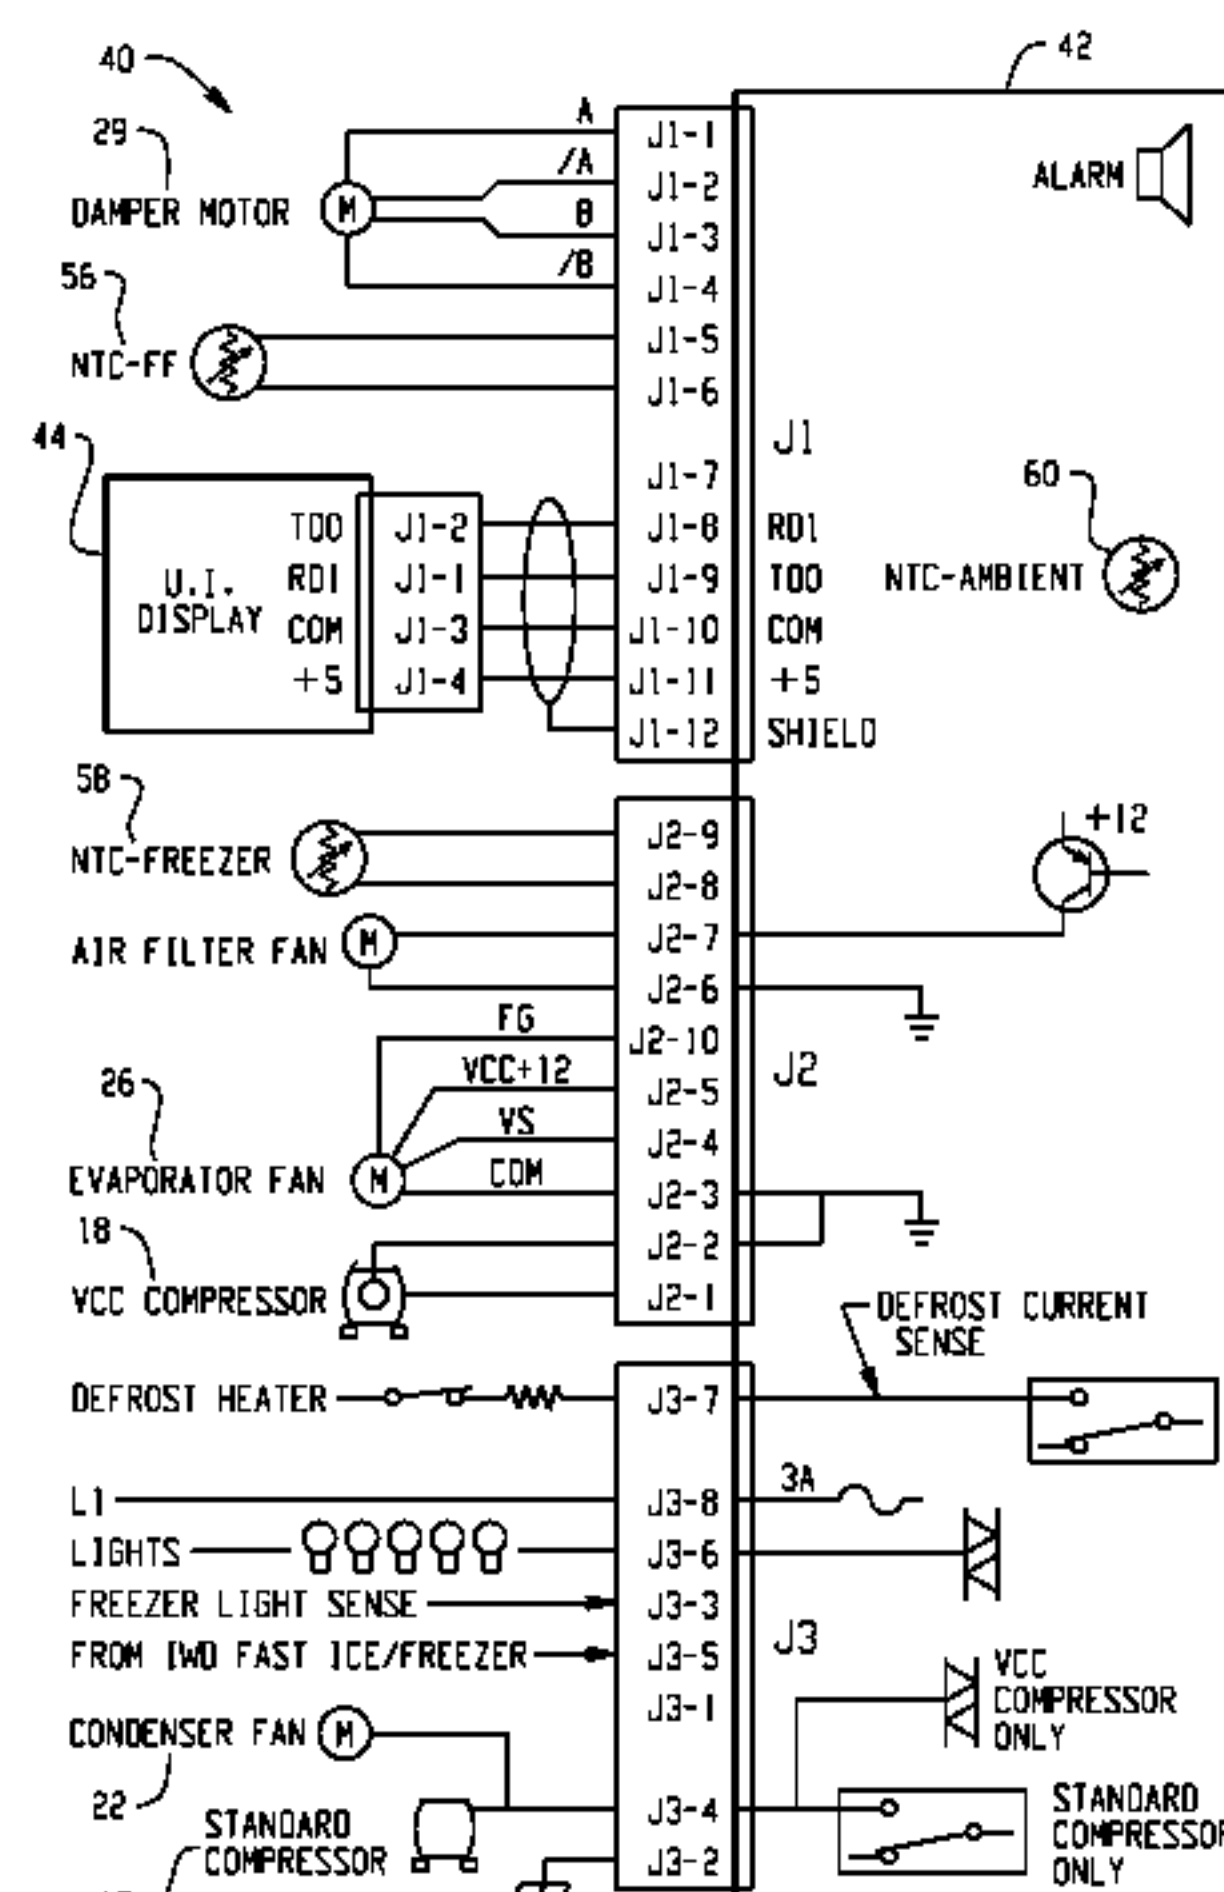 40
42
29
A
J1-1
ALARM
/A
J1-2
DAMPER MOTOR
M
B
J1-3
/B
J1-4
56
J1-5
NTC-FF
J1-6
J1
44
J1-7
60
TDO
J1-2
J1-8
RDI
U.I.
DISPLAY
RDI
J1-1
J1-9
TDO
NTC-AMBIENT
COM
J1-3
J1-10
COM
+5
J1-4
J1-11
+5
J1-12
SHIELD
58
J2-9
+12
NTC-FREEZER
J2-8
AIR FILTER FAN
M
J2-7
J2-6
FG
J2-10
J2
26
VCC+12
J2-5
VS
J2-4
EVAPORATOR FAN
M
COM
J2-3
18
J2-2
VCC COMPRESSOR
J2-1
DEFROST CURRENT
SENSE
DEFROST HEATER
J3-7
3A
L1
J3-8
LIGHTS
J3-6
FREEZER LIGHT SENSE
J3-3
J3
FROM IWD FAST ICE/FREEZER
J3-5
VCC
COMPRESSOR
ONLY
J3-1
CONDENSER FAN
M
22
J3-4
STANDARD
COMPRESSOR
STANDARD
COMPRESSOR
ONLY
J3-2